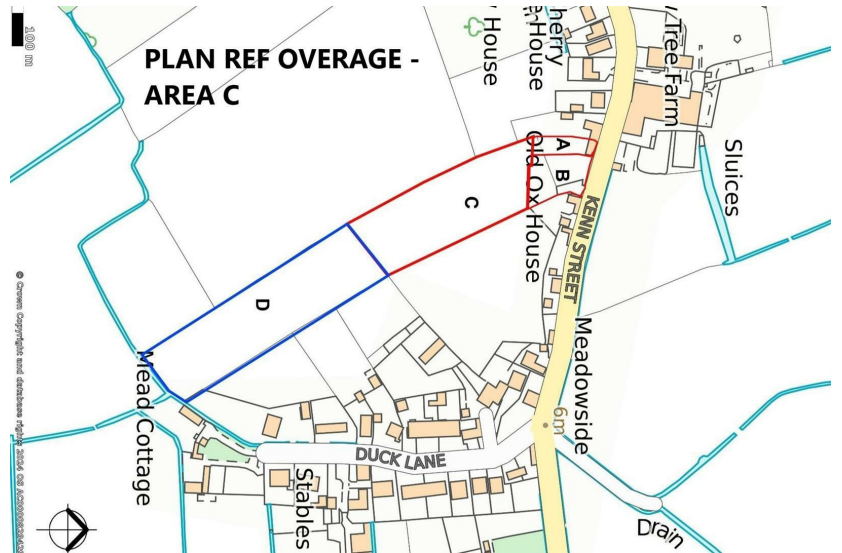 PLAN REF OVERAGE -
AREA C
100 m
House
herry
House
Tree Farm
Sluices
A
B
C
D
Old Ox House
KENN STREET
Meadowside
6m
Mead Cottage
DUCK LANE
Stables
Drain